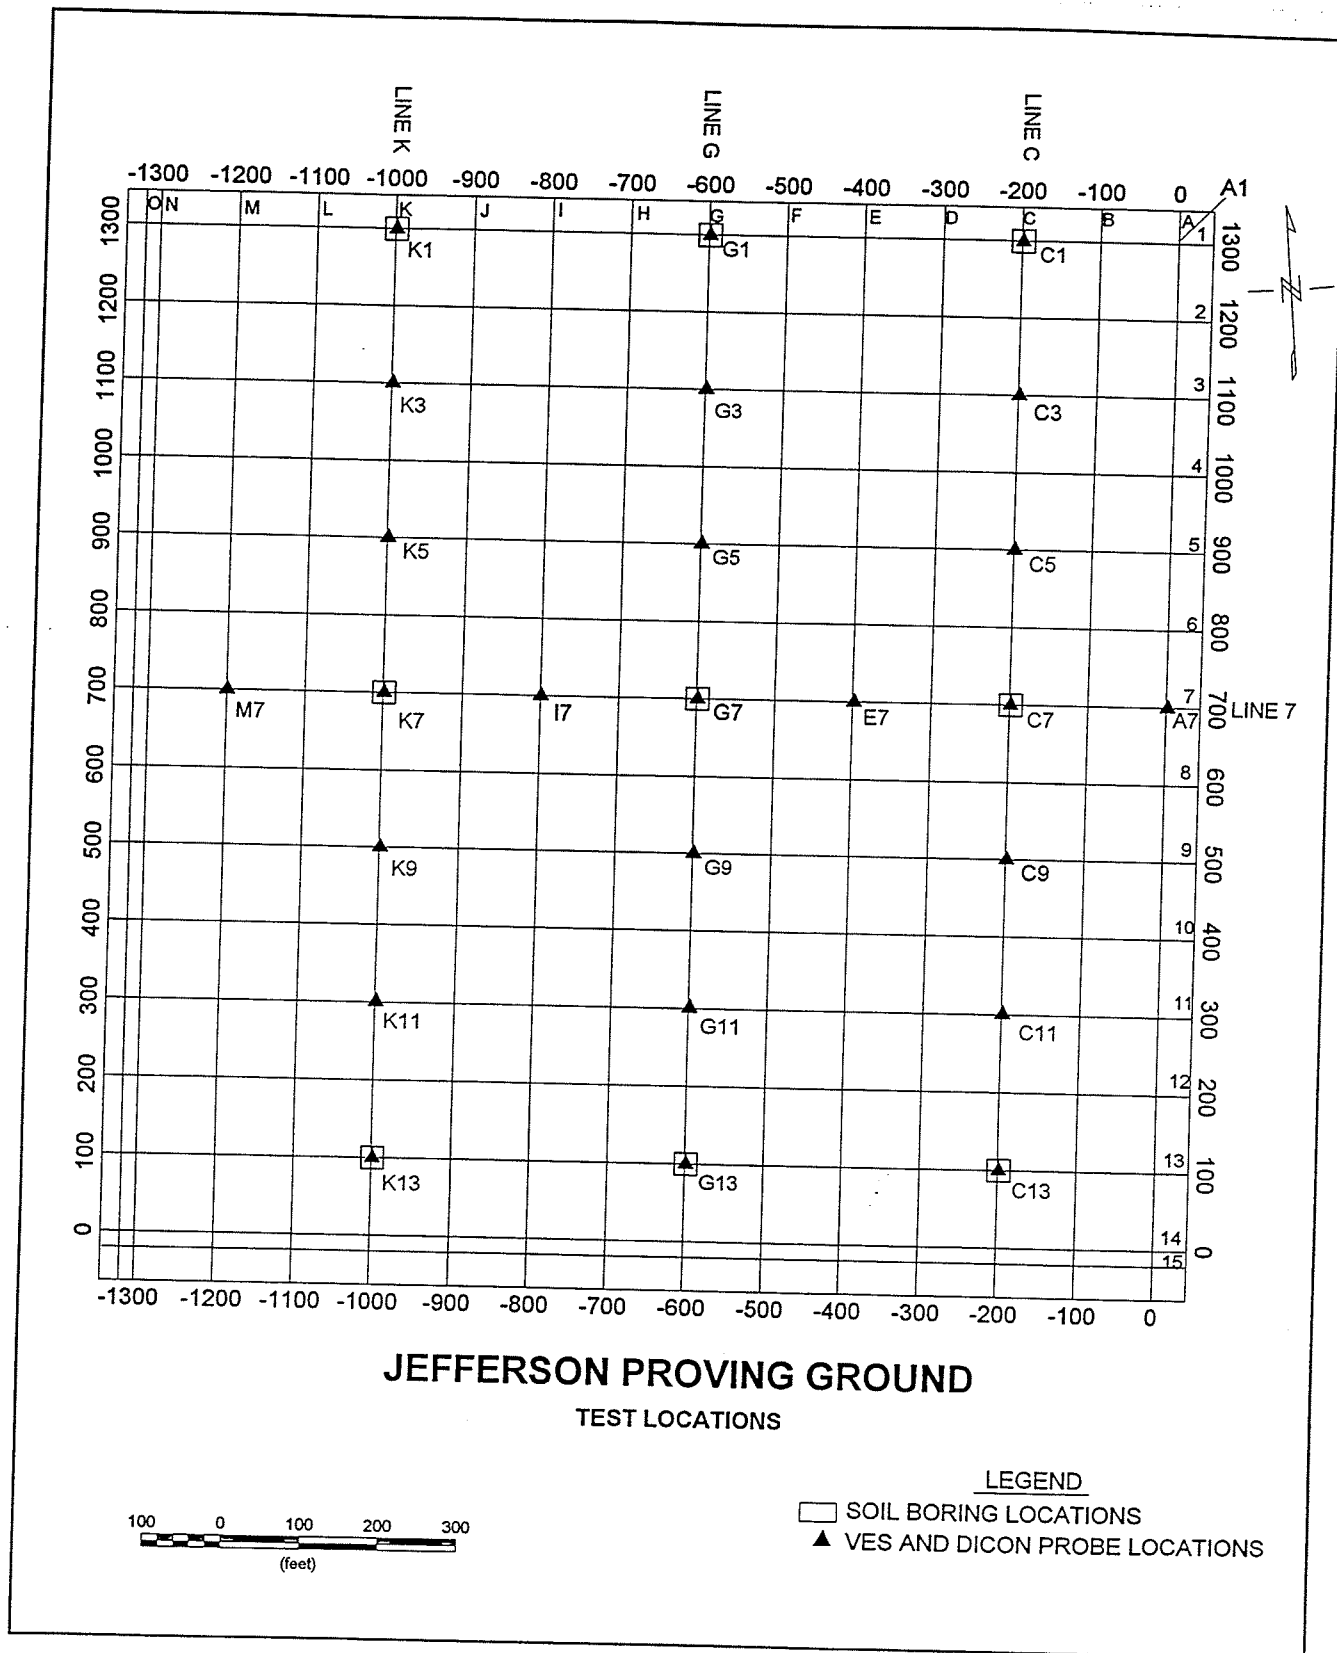 LINE K
LINE G
LINE C
-1300 -1200 -1100 -1000 -900 -800 -700 -600 -500 -400 -300 -200 -100 0 A1
O N M L K J I H G F E D C B A
1300 K1 G1 C1 1 1300
1200 2 1200
1100 K3 G3 C3 3 1100
1000 4 1000
900 K5 G5 C5 5 900
800 6 800
700 M7 K7 I7 G7 E7 C7 A7 7 700 LINE 7
600 8 600
500 K9 G9 C9 9 500
400 10 400
300 K11 G11 C11 11 300
200 12 200
100 K13 G13 C13 13 100
0 14 0
15
-1300 -1200 -1100 -1000 -900 -800 -700 -600 -500 -400 -300 -200 -100 0
JEFFERSON PROVING GROUND
TEST LOCATIONS
LEGEND
SOIL BORING LOCATIONS
VES AND DICON PROBE LOCATIONS
100 0 100 200 300
(feet)
N